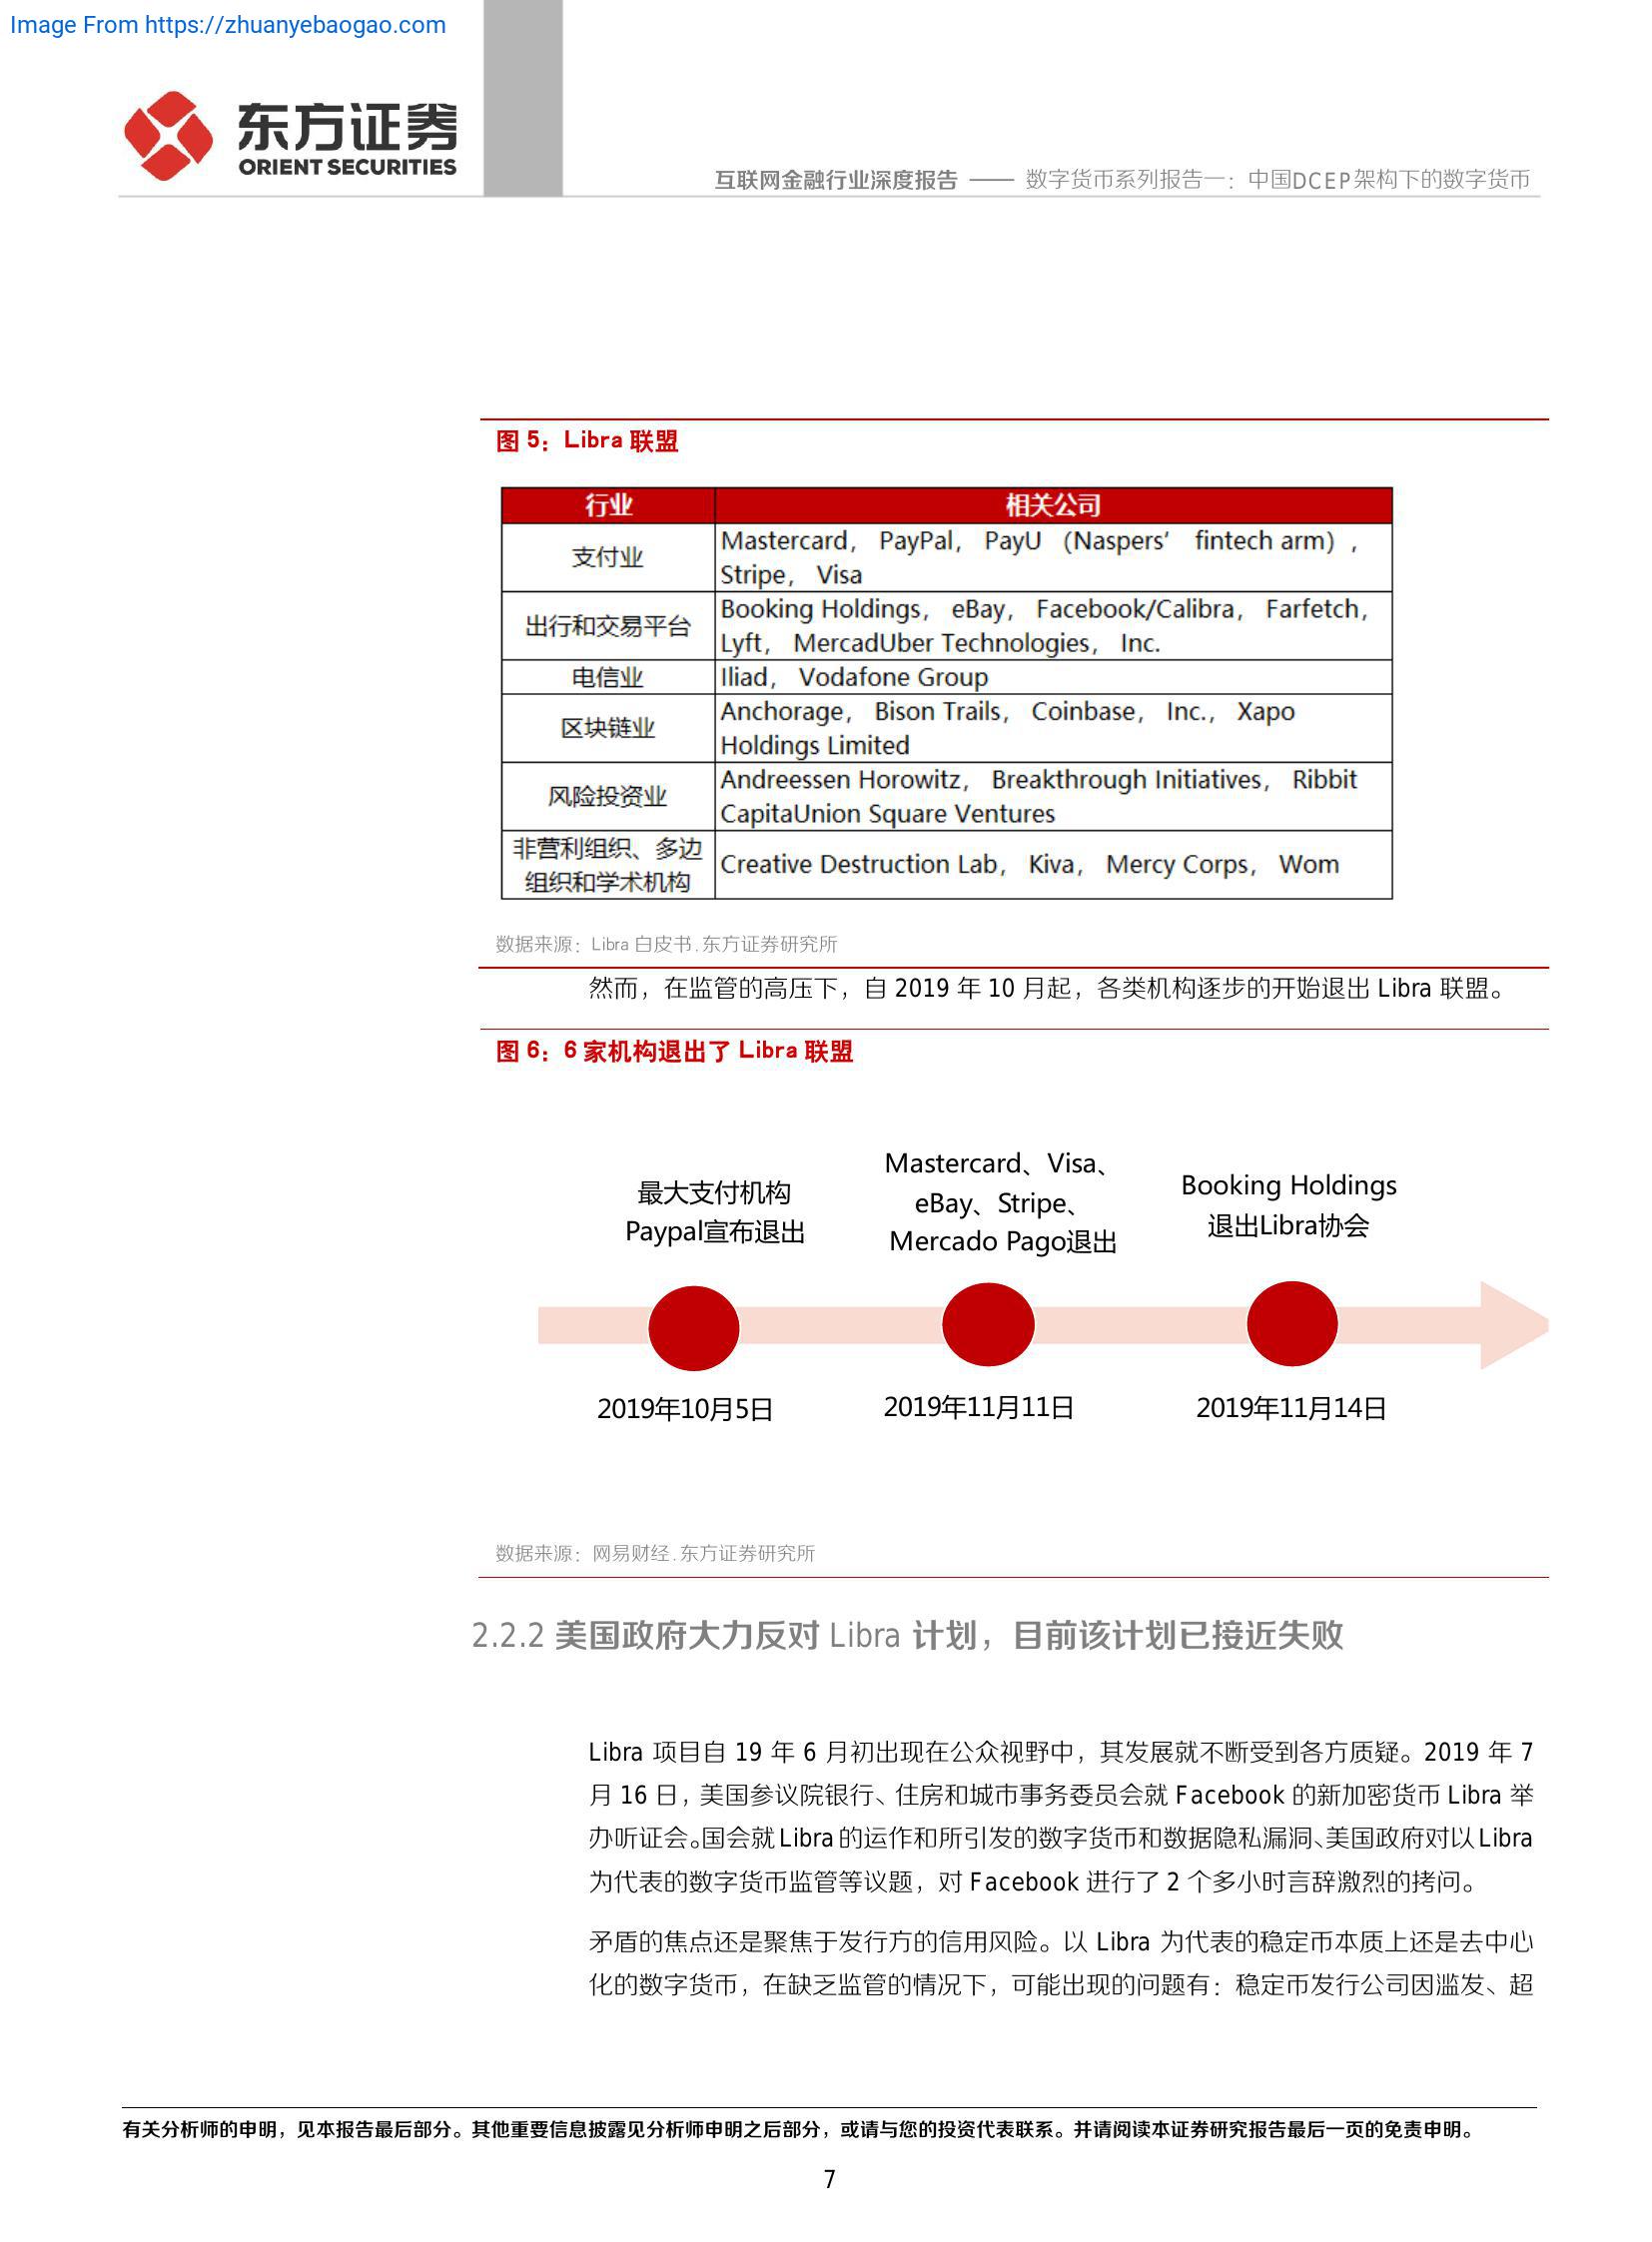 Image From https://zhuanyebaogao.com
东方证券
ORIENT SECURITIES
互联网金融行业深度报告 —— 数字货币系列报告一：中国DCEP架构下的数字货币
图 5：Libra 联盟
行业 相关公司
支付业 Mastercard， PayPal， PayU （Naspers’ fintech arm），
Stripe， Visa
出行和交易平台 Booking Holdings， eBay， Facebook/Calibra， Farfetch，
Lyft， MercadUber Technologies， Inc.
电信业 Iliad， Vodafone Group
区块链业 Anchorage， Bison Trails， Coinbase， Inc.， Xapo
Holdings Limited
风险投资业 Andreessen Horowitz， Breakthrough Initiatives， Ribbit
CapitaUnion Square Ventures
非营利组织、多边
组织和学术机构 Creative Destruction Lab， Kiva， Mercy Corps， Wom
数据来源：Libra 白皮书,东方证券研究所
然而，在监管的高压下，自 2019 年 10 月起，各类机构逐步的开始退出 Libra 联盟。
图 6：6 家机构退出了 Libra 联盟
最大支付机构
Paypal宣布退出
Mastercard、Visa、
eBay、Stripe、
Mercado Pago退出
Booking Holdings
退出Libra协会
2019年10月5日
2019年11月11日
2019年11月14日
数据来源：网易财经,东方证券研究所
2.2.2 美国政府大力反对 Libra 计划，目前该计划已接近失败
Libra 项目自 19 年 6 月初出现在公众视野中，其发展就不断受到各方质疑。2019 年 7
月 16 日，美国参议院银行、住房和城市事务委员会就 Facebook 的新加密货币 Libra 举
办听证会。国会就 Libra 的运作和所引发的数字货币和数据隐私漏洞、美国政府对以 Libra
为代表的数字货币监管等议题，对 Facebook 进行了 2 个多小时言辞激烈的拷问。
矛盾的焦点还是聚焦于发行方的信用风险。以 Libra 为代表的稳定币本质上还是去中心
化的数字货币，在缺乏监管的情况下，可能出现的问题有：稳定币发行公司因滥发、超
有关分析师的申明，见本报告最后部分。其他重要信息披露见分析师申明之后部分，或请与您的投资代表联系。并请阅读本证券研究报告最后一页的免责申明。
7